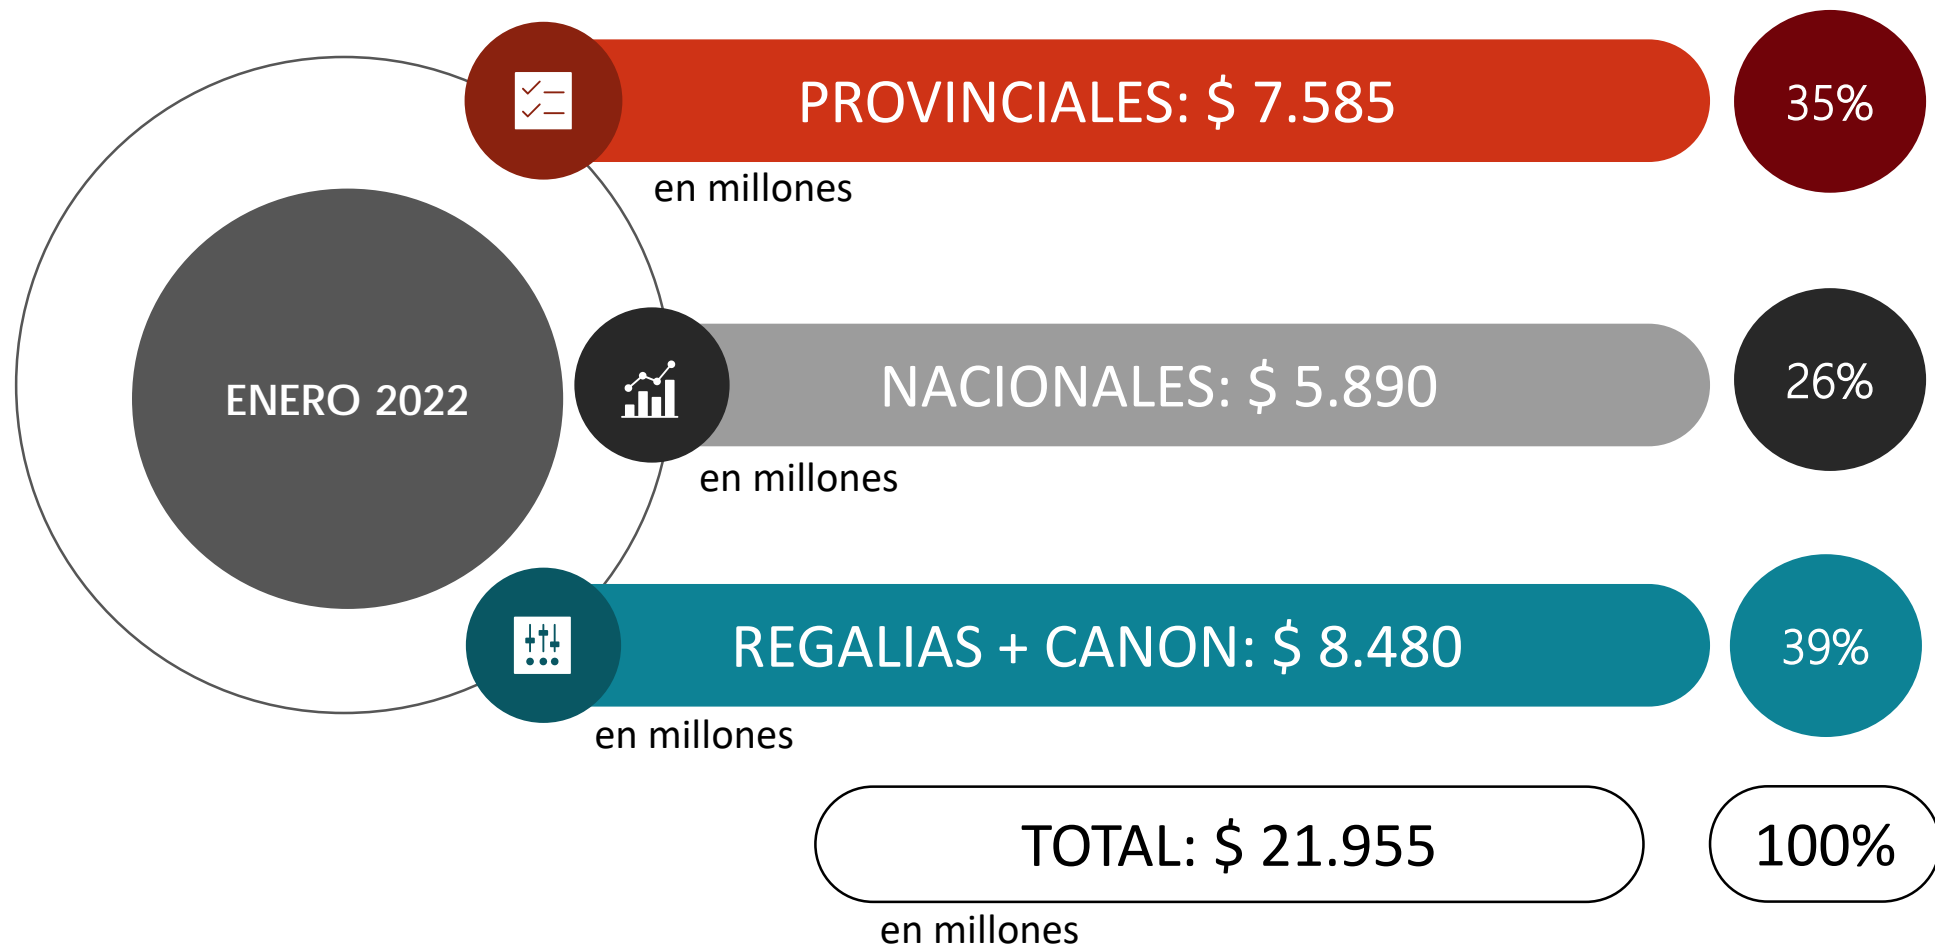 PROVINCIALES: $ 7.585
35%
en millones
ENERO 2022
NACIONALES: $ 5.890
26%
en millones
REGALIAS + CANON: $ 8.480
39%
en millones
TOTAL: $ 21.955
100%
en millones